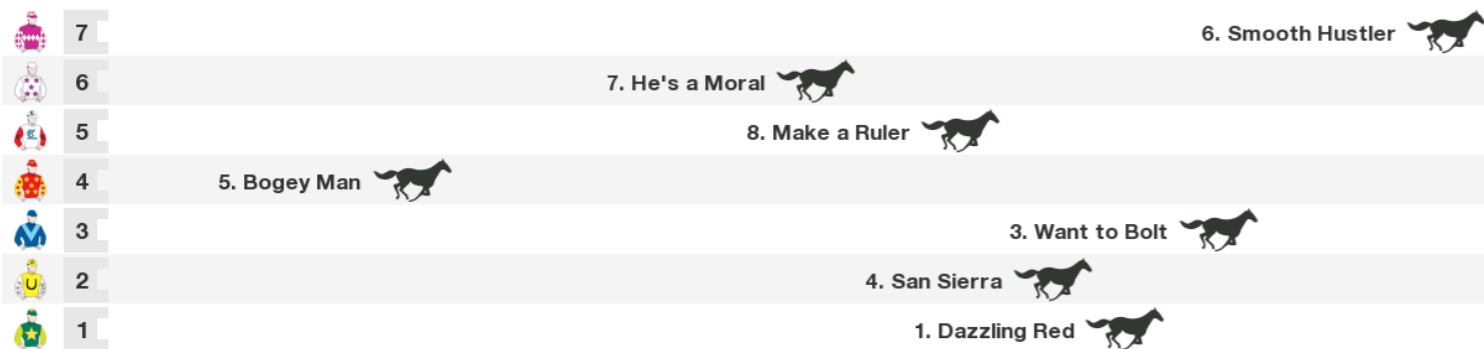 7 6. Smooth Hustler
6 7. He's a Moral
5 8. Make a Ruler
4 5. Bogey Man
3 3. Want to Bolt
2 4. San Sierra
U
1 1. Dazzling Red